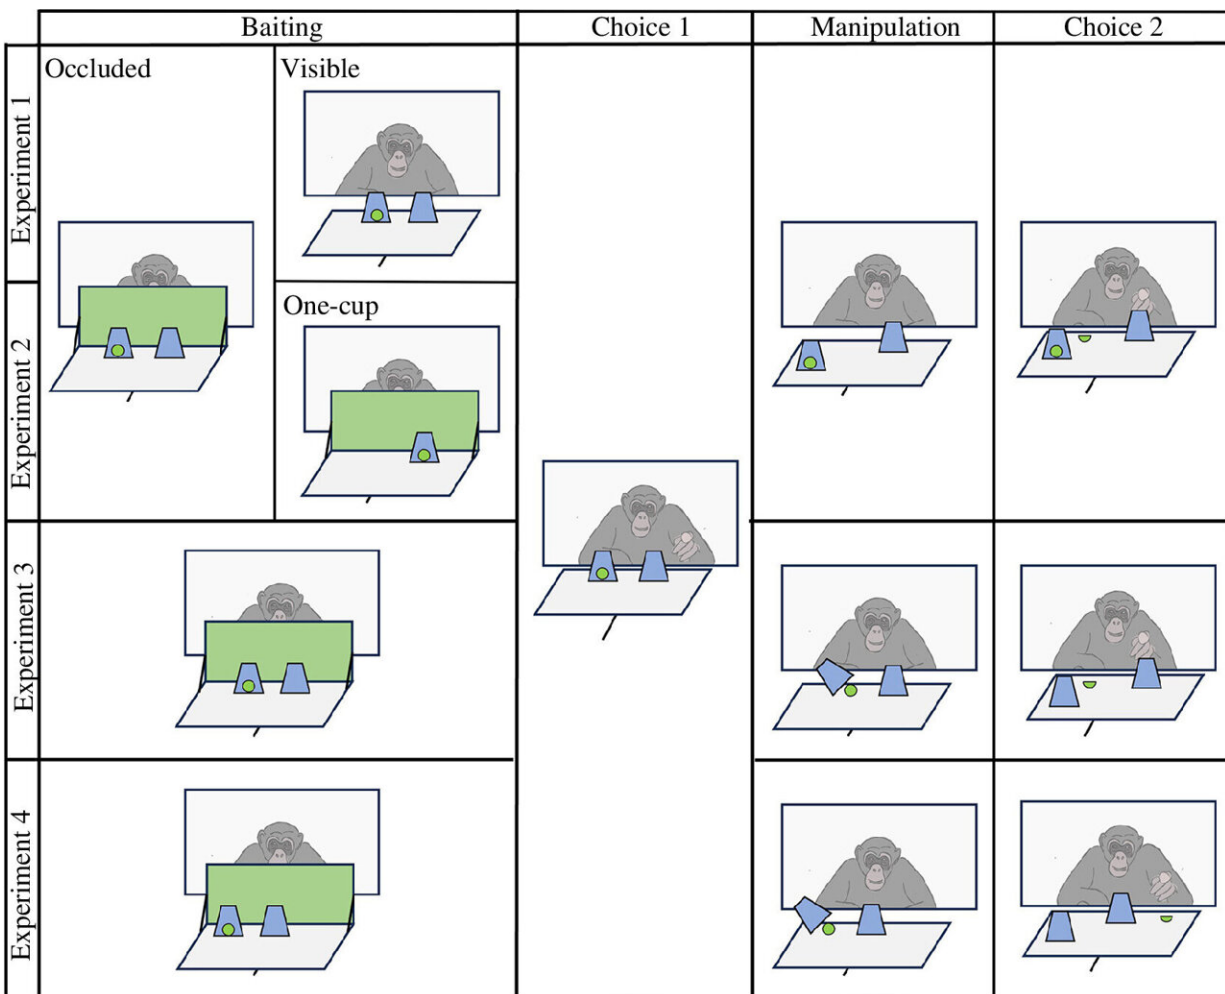 Baiting
Choice 1
Manipulation
Choice 2
Experiment 1
Occluded
Visible
Experiment 2
One-cup
Experiment 3
Experiment 4